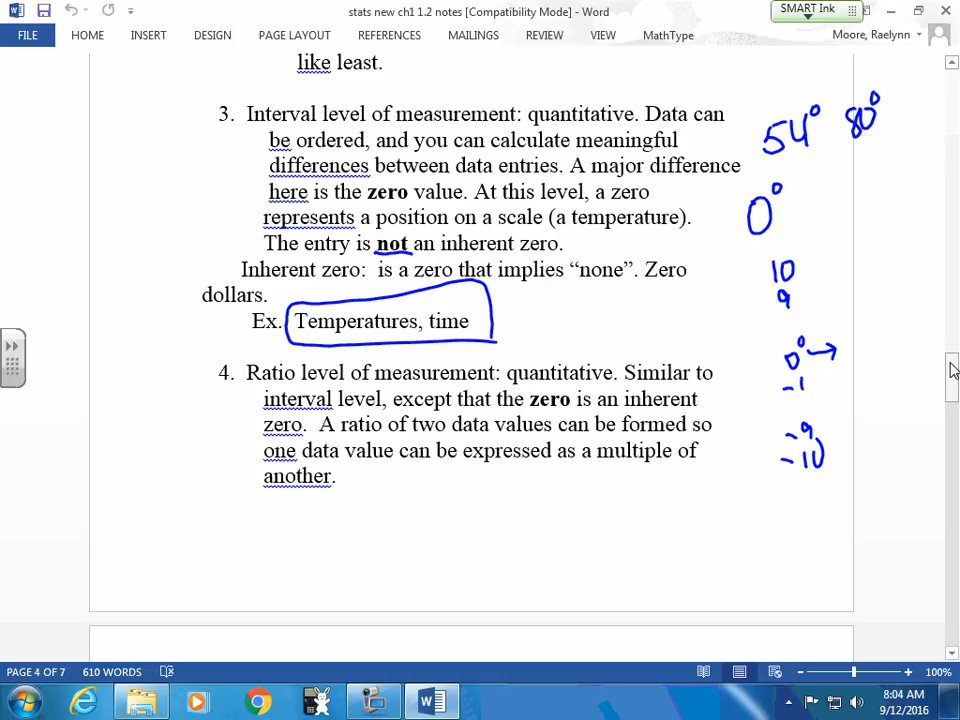 stats new ch1 1.2 notes [Compatibility Mode] - Word
SMART Ink
FILE HOME INSERT DESIGN PAGE LAYOUT REFERENCES MAILINGS REVIEW VIEW MathType Moore, Raelynn
like least.
3. Interval level of measurement: quantitative. Data can
be ordered, and you can calculate meaningful
differences between data entries. A major difference
here is the zero value. At this level, a zero
represents a position on a scale (a temperature).
The entry is not an inherent zero.
Inherent zero: is a zero that implies “none”. Zero
dollars.
Ex. Temperatures, time
4. Ratio level of measurement: quantitative. Similar to
interval level, except that the zero is an inherent
zero. A ratio of two data values can be formed so
one data value can be expressed as a multiple of
another.
54° 80°
0°
10
9
0° →
-1
-9
-10
PAGE 4 OF 7 610 WORDS 100%
8:04 AM
9/12/2016